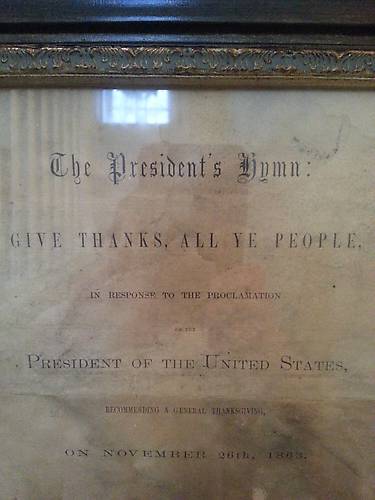 The President's Hymn:
GIVE THANKS, ALL YE PEOPLE,
IN RESPONSE TO THE PROCLAMATION
OF THE
PRESIDENT OF THE UNITED STATES,
RECOMMENDING A GENERAL THANKSGIVING,
ON NOVEMBER 26th, 1863.